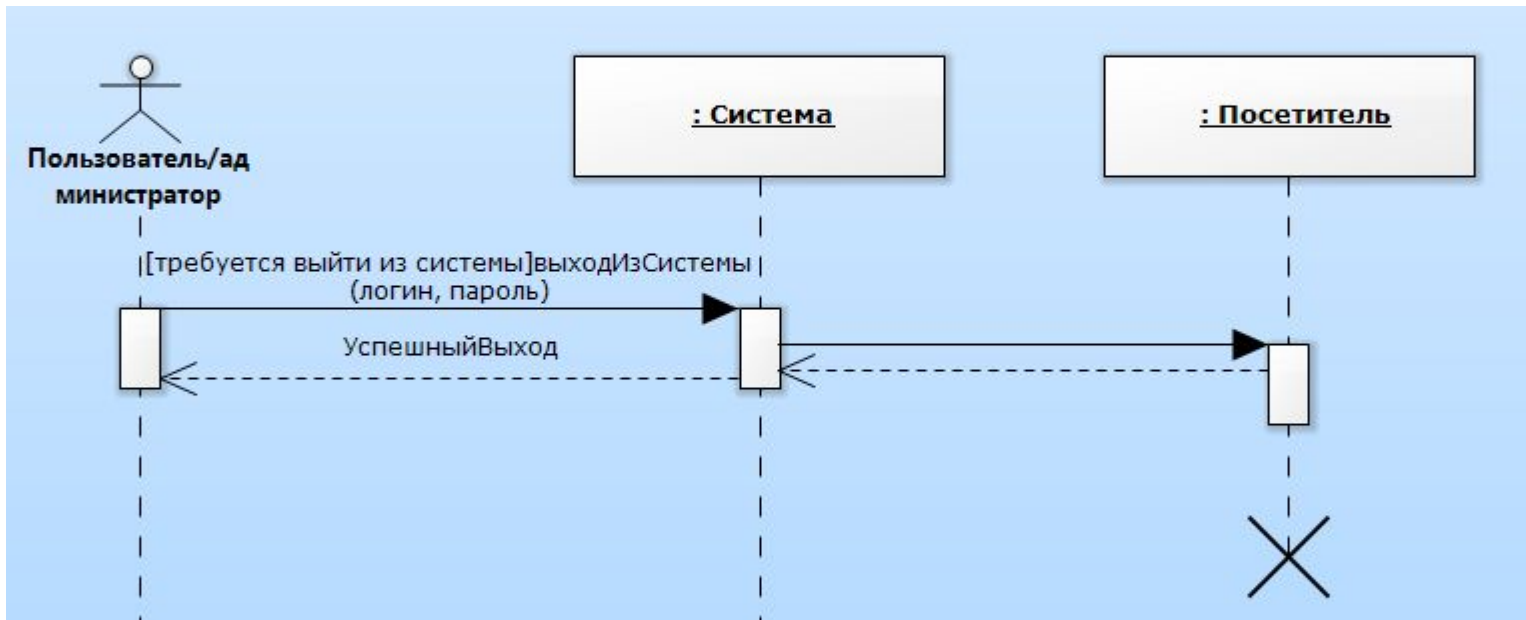 : Система
: Посетитель
Пользователь/ад
министратор
[требуется выйти из системы]выходИзСистемы
(логин, пароль)
УспешныйВыход